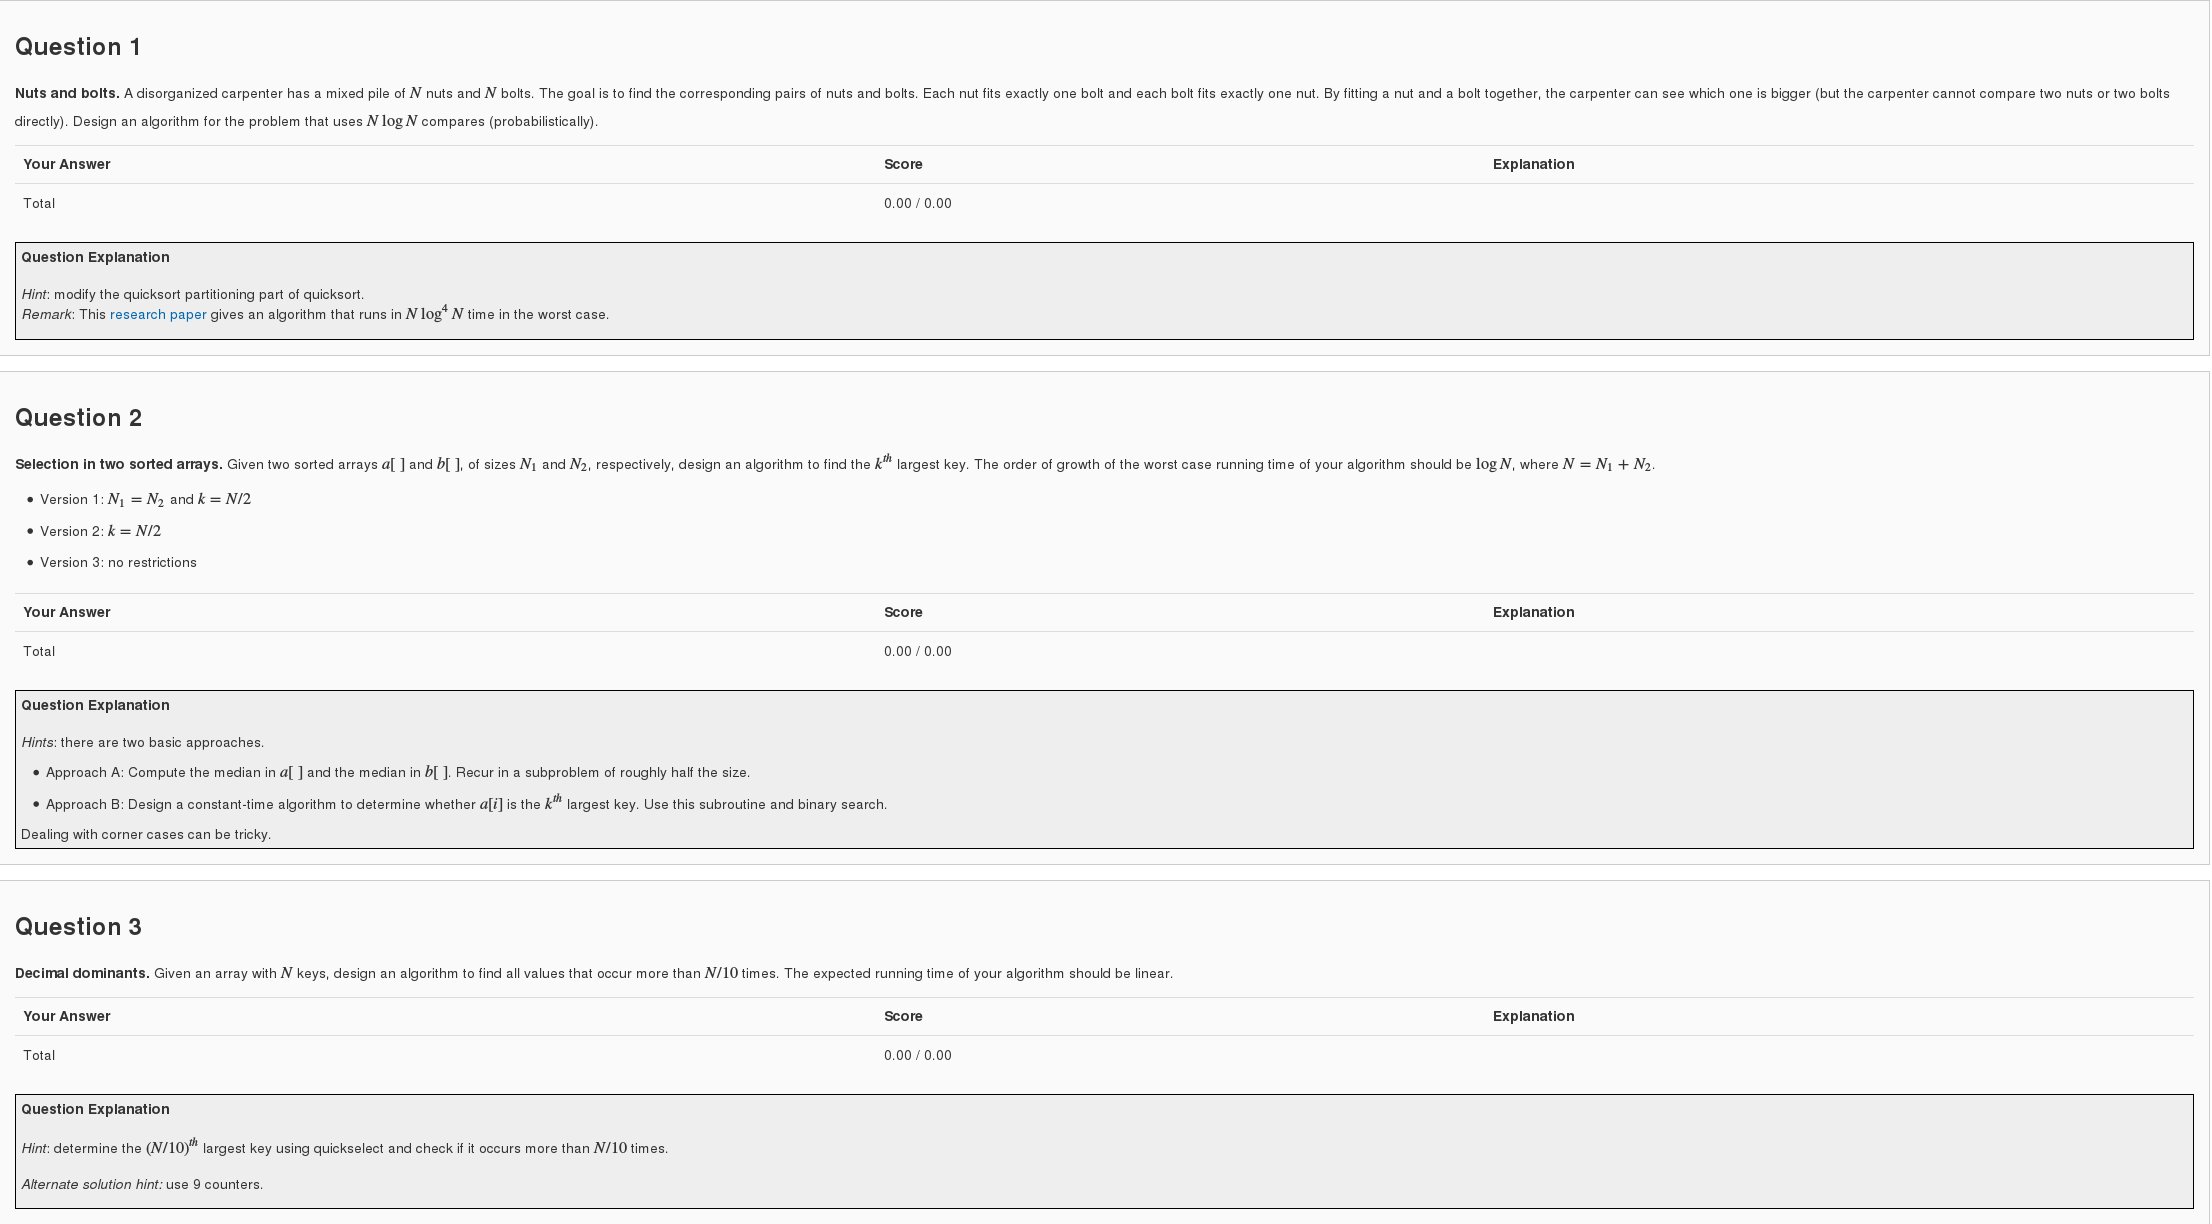 Question 1
Nuts and bolts. A disorganized carpenter has a mixed pile of N nuts and N bolts. The goal is to find the corresponding pairs of nuts and bolts. Each nut fits exactly one bolt and each bolt fits exactly one nut. By fitting a nut and a bolt together, the carpenter can see which one is bigger (but the carpenter cannot compare two nuts or two bolts
directly). Design an algorithm for the problem that uses N log N compares (probabilistically).
Your Answer Score Explanation
Total 0.00 / 0.00
Question Explanation
Hint: modify the quicksort partitioning part of quicksort.
Remark: This research paper gives an algorithm that runs in N log⁴ N time in the worst case.
Question 2
Selection in two sorted arrays. Given two sorted arrays a[ ] and b[ ], of sizes N₁ and N₂, respectively, design an algorithm to find the kᵗʰ largest key. The order of growth of the worst case running time of your algorithm should be log N, where N = N₁ + N₂.
• Version 1: N₁ = N₂ and k = N/2
• Version 2: k = N/2
• Version 3: no restrictions
Your Answer Score Explanation
Total 0.00 / 0.00
Question Explanation
Hints: there are two basic approaches.
• Approach A: Compute the median in a[ ] and the median in b[ ]. Recur in a subproblem of roughly half the size.
• Approach B: Design a constant-time algorithm to determine whether a[i] is the kᵗʰ largest key. Use this subroutine and binary search.
Dealing with corner cases can be tricky.
Question 3
Decimal dominants. Given an array with N keys, design an algorithm to find all values that occur more than N/10 times. The expected running time of your algorithm should be linear.
Your Answer Score Explanation
Total 0.00 / 0.00
Question Explanation
Hint: determine the (N/10)ᵗʰ largest key using quickselect and check if it occurs more than N/10 times.
Alternate solution hint: use 9 counters.